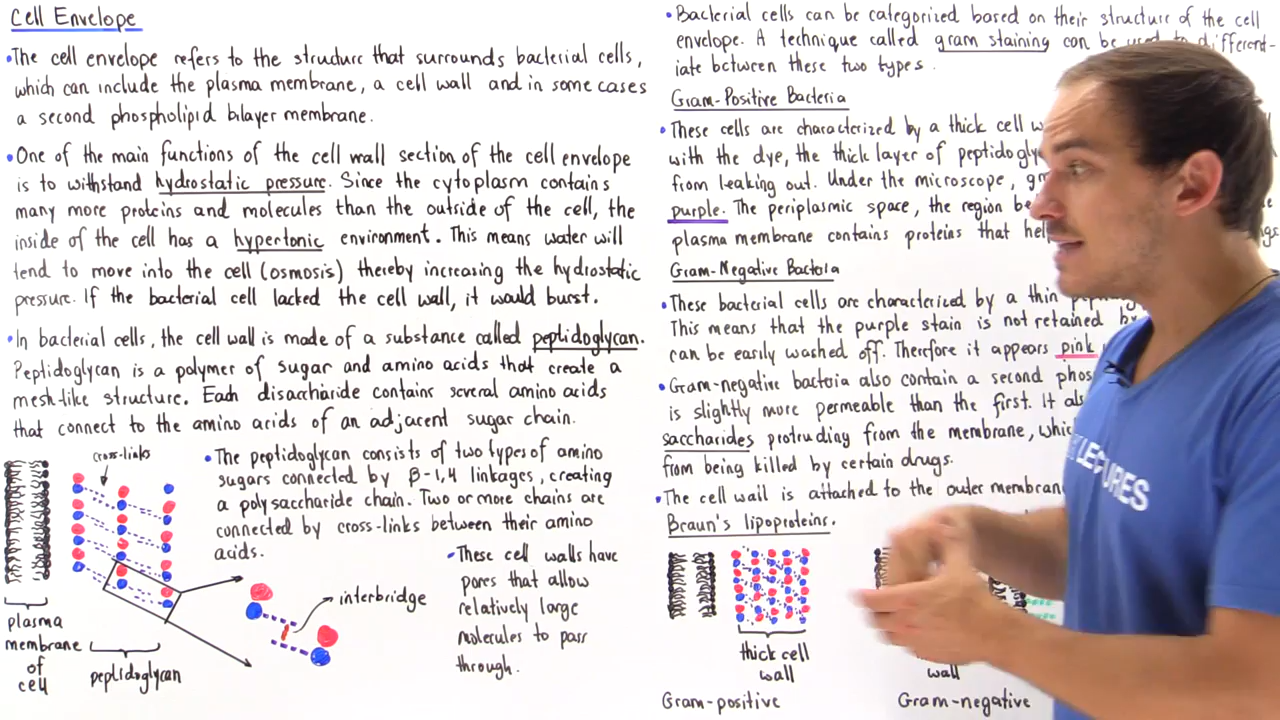 Cell Envelope
•The cell envelope refers to the structure that surrounds bacterial cells,
which can include the plasma membrane, a cell wall and in some cases
a second phospholipid bilayer membrane.
•One of the main functions of the cell wall section of the cell envelope
is to withstand hydrostatic pressure. Since the cytoplasm contains
many more proteins and molecules than the outside of the cell, the
inside of the cell has a hypertonic environment. This means water will
tend to move into the cell (osmosis) thereby increasing the hydrostatic
pressure. If the bacterial cell lacked the cell wall, it would burst.
•In bacterial cells, the cell wall is made of a substance called peptidoglycan.
Peptidoglycan is a polymer of sugar and amino acids that create a
mesh-like structure. Each disaccharide contains several amino acids
that connect to the amino acids of an adjacent sugar chain.
cross-links
•The peptidoglycan consists of two types of amino
sugars connected by β-1,4 linkages, creating
a polysaccharide chain. Two or more chains are
connected by cross-links between their amino
acids.
•These cell walls have
pores that allow
relatively large
molecules to pass
through.
interbridge
plasma
membrane
of
cell
peptidoglycan
•Bacterial cells can be categorized based on their structure of the cell
envelope. A technique called gram staining can be used to different-
iate between these two types.
Gram-Positive Bacteria
•These cells are characterized by a thick cell
with the dye, the thick layer of
from leaking out. Under the microscope,
purple. The periplasmic space, the region
plasma membrane contains proteins that
Gram-Negative Bacteria
•These bacterial cells are characterized by a thin
This means that the purple stain is not retained
can be easily washed off. Therefore it appears pink
•Gram-negative bacteria also contain a second
is slightly more permeable than the first. It
saccharides protruding from the membrane,
from being killed by certain drugs.
•The cell wall is attached to the outer
Braun's lipoproteins.
thick cell
wall
Gram-positive
wall
Gram-negative
LECTURES